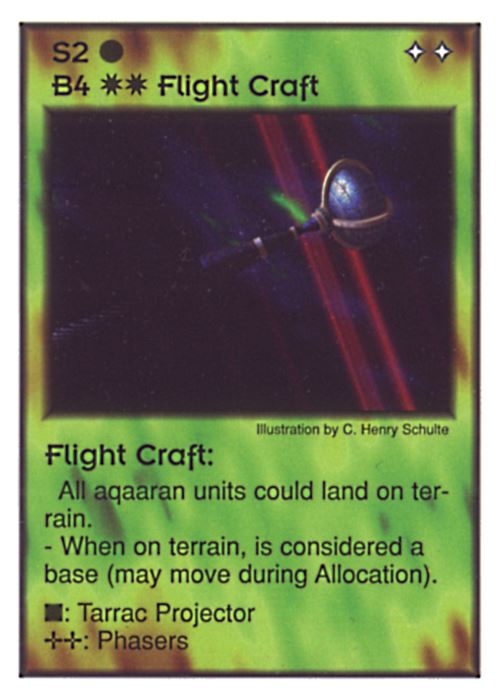 S2 ●
B4 ✷✷ Flight Craft
Illustration by C. Henry Schulte
Flight Craft:
All aqaaran units could land on ter-
rain.
- When on terrain, is considered a
base (may move during Allocation).
■: Tarrac Projector
✢✢: Phasers